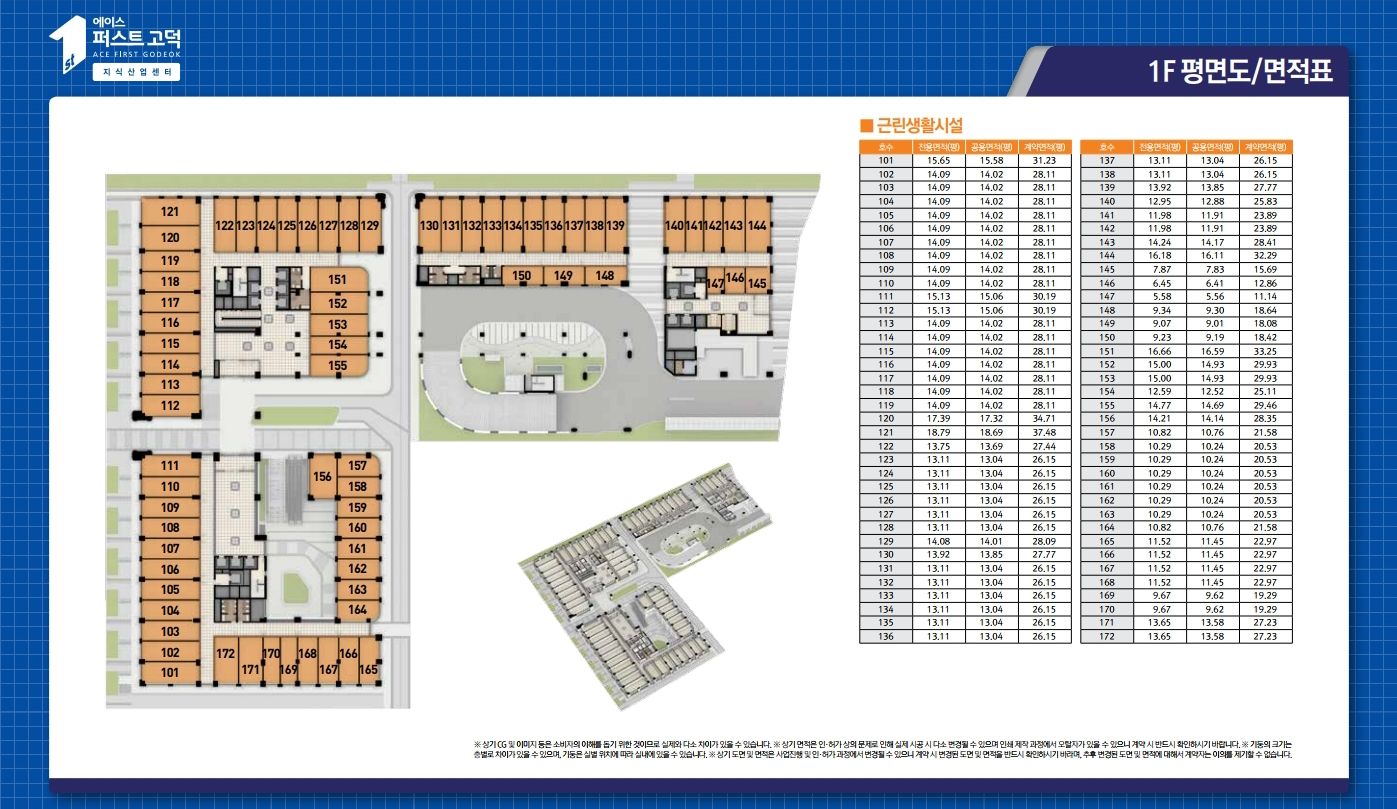 에이스
퍼스트 고덕
ACE FIRST GODEOK
지식산업센터
1st
1F 평면도/면적표
■ 근린생활시설
호수 전용면적(평) 공용면적(평) 계약면적(평)
101 15.65 15.58 31.23
102 14.09 14.02 28.11
103 14.09 14.02 28.11
104 14.09 14.02 28.11
105 14.09 14.02 28.11
106 14.09 14.02 28.11
107 14.09 14.02 28.11
108 14.09 14.02 28.11
109 14.09 14.02 28.11
110 14.09 14.02 28.11
111 15.13 15.06 30.19
112 15.13 15.06 30.19
113 14.09 14.02 28.11
114 14.09 14.02 28.11
115 14.09 14.02 28.11
116 14.09 14.02 28.11
117 14.09 14.02 28.11
118 14.09 14.02 28.11
119 14.09 14.02 28.11
120 17.39 17.32 34.71
121 18.79 18.69 37.48
122 13.75 13.69 27.44
123 13.11 13.04 26.15
124 13.11 13.04 26.15
125 13.11 13.04 26.15
126 13.11 13.04 26.15
127 13.11 13.04 26.15
128 13.11 13.04 26.15
129 14.08 14.01 28.09
130 13.92 13.85 27.77
131 13.11 13.04 26.15
132 13.11 13.04 26.15
133 13.11 13.04 26.15
134 13.11 13.04 26.15
135 13.11 13.04 26.15
136 13.11 13.04 26.15
호수 전용면적(평) 공용면적(평) 계약면적(평)
137 13.11 13.04 26.15
138 13.11 13.04 26.15
139 13.92 13.85 27.77
140 12.95 12.88 25.83
141 11.98 11.91 23.89
142 11.98 11.91 23.89
143 14.24 14.17 28.41
144 16.18 16.11 32.29
145 7.87 7.83 15.69
146 6.45 6.41 12.86
147 5.58 5.56 11.14
148 9.34 9.30 18.64
149 9.07 9.01 18.08
150 9.23 9.19 18.42
151 16.66 16.59 33.25
152 15.00 14.93 29.93
153 15.00 14.93 29.93
154 12.59 12.52 25.11
155 14.77 14.69 29.46
156 14.21 14.14 28.35
157 10.82 10.76 21.58
158 10.29 10.24 20.53
159 10.29 10.24 20.53
160 10.29 10.24 20.53
161 10.29 10.24 20.53
162 10.29 10.24 20.53
163 10.29 10.24 20.53
164 10.82 10.76 21.58
165 11.52 11.45 22.97
166 11.52 11.45 22.97
167 11.52 11.45 22.97
168 11.52 11.45 22.97
169 9.67 9.62 19.29
170 9.67 9.62 19.29
171 13.65 13.58 27.23
172 13.65 13.58 27.23
121
120
119
118
117
116
115
114
113
112
122 123 124 125 126 127 128 129
151
152
153
154
155
130 131 132 133 134 135 136 137 138 139
150 149 148
140 141 142 143 144
147 146 145
111
110
109
108
107
106
105
104
103
102
101
156
157
158
159
160
161
162
163
164
172 171 170 169 168 167 166 165
※ 상기 CG 및 이미지 등은 소비자의 이해를 돕기 위한 것이므로 실제와 다소 차이가 있을 수 있습니다. ※ 상기 면적은 인·허가 상의 문제로 인해 실제 시공 시 다소 변경될 수 있으며 인쇄 제작 과정에서 오탈자가 있을 수 있으니 계약 시 반드시 확인하시기 바랍니다. ※ 기둥의 크기는
층별로 차이가 있을 수 있으며, 기둥은 실별 위치에 따라 실내에 있을 수 있습니다. ※ 상기 도면 및 면적은 사업진행 및 인·허가 과정에서 변경될 수 있으니 계약 시 변경된 도면 및 면적을 반드시 확인하시기 바라며, 추후 변경된 도면 및 면적에 대해서 계약자는 이의를 제기할 수 없습니다.